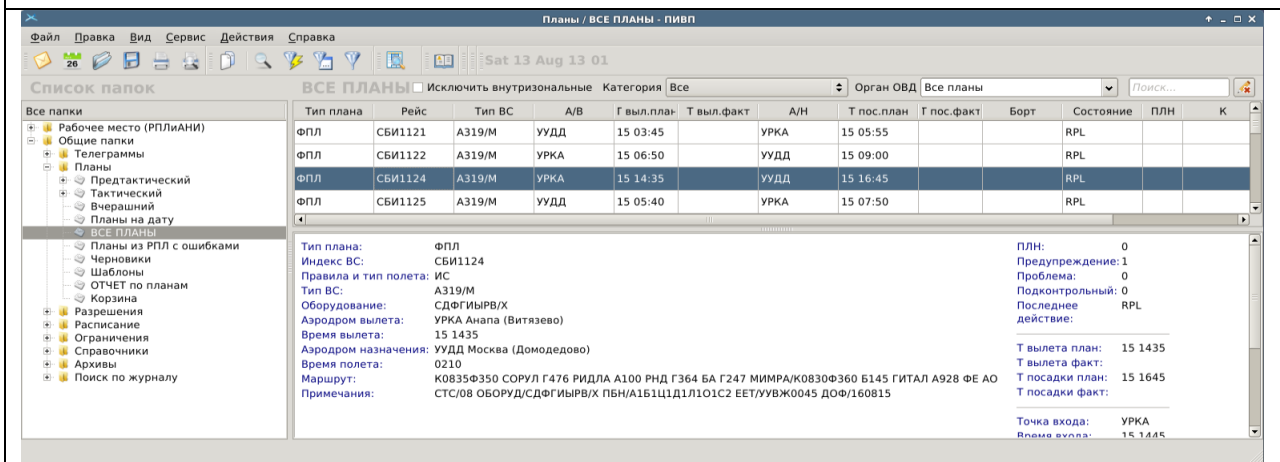 Планы / ВСЕ ПЛАНЫ - ПИВП
Файл Правка Вид Сервис Действия Справка
26 Sat 13 Aug 13 01
Список папок
ВСЕ ПЛАНЫ Исключить внутризональные Категория Все Орган ОВД Все планы Поиск...
Все папки
Рабочее место (РПЛиАНИ)
Общие папки
Телеграммы
Планы
Предтактический
Тактический
Вчерашний
Планы на дату
ВСЕ ПЛАНЫ
Планы из РПЛ с ошибками
Черновики
Шаблоны
ОТЧЕТ по планам
Корзина
Разрешения
Расписание
Ограничения
Справочники
Архивы
Поиск по журналу
Тип плана Рейс Тип ВС А/В Г выл.план Т выл.факт А/Н Т пос.план Т пос.факт Борт Состояние ПЛН К
ФПЛ СБИ1121 А319/М УУДД 15 03:45 УРКА 15 05:55 RPL
ФПЛ СБИ1122 А319/М УРКА 15 06:50 УУДД 15 09:00 RPL
ФПЛ СБИ1124 А319/М УРКА 15 14:35 УУДД 15 16:45 RPL
ФПЛ СБИ1125 А319/М УУДД 15 05:40 УРКА 15 07:50 RPL
Тип плана: ФПЛ
Индекс ВС: СБИ1124
Правила и тип полета: ИС
Тип ВС: А319/М
Оборудование: СДФГИЫРВ/Х
Аэродром вылета: УРКА Анапа (Витязево)
Время вылета: 15 1435
Аэродром назначения: УУДД Москва (Домодедово)
Время полета: 0210
Маршрут: К0835Ф350 СОРУЛ Г476 РИДЛА А100 РНД Г364 БА Г247 МИМРА/К0830Ф360 Б145 ГИТАЛ А928 ФЕ АО
Примечания: СТС/08 ОБОРУД/СДФГИЫРВ/Х ПБН/А1Б1Ц1Д1Л1О1С2 ЕЕТ/УУВЖ0045 ДОФ/160815
ПЛН: 0
Предупреждение: 1
Проблема: 0
Подконтрольный: 0
Последнее RPL
действие:
Т вылета план: 15 1435
Т вылета факт:
Т посадки план: 15 1645
Т посадки факт:
Точка входа: УРКА
Время входа: 15 1445